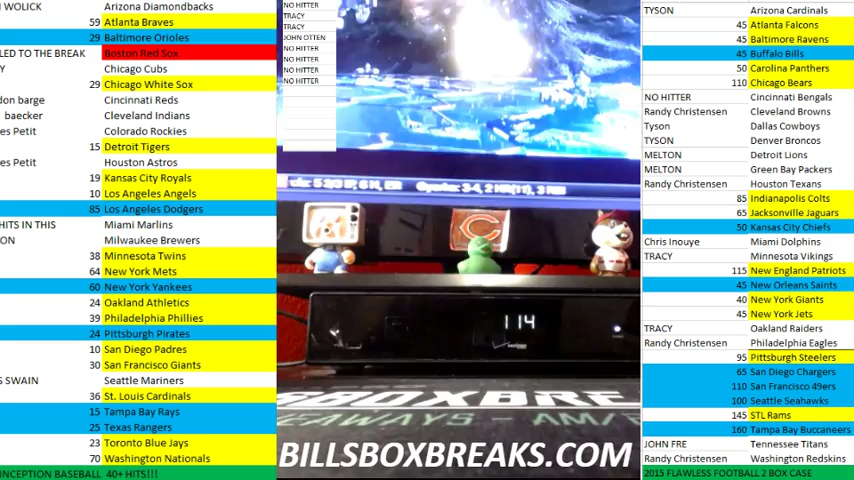 WOLICK Arizona Diamondbacks
59 Atlanta Braves
29 Baltimore Orioles
LED TO THE BREAK Boston Red Sox
Y Chicago Cubs
29 Chicago White Sox
don barge Cincinnati Reds
baecker Cleveland Indians
es Petit Colorado Rockies
15 Detroit Tigers
es Petit Houston Astros
19 Kansas City Royals
10 Los Angeles Angels
85 Los Angeles Dodgers
HITS IN THIS Miami Marlins
ON Milwaukee Brewers
38 Minnesota Twins
64 New York Mets
60 New York Yankees
24 Oakland Athletics
39 Philadelphia Phillies
24 Pittsburgh Pirates
10 San Diego Padres
30 San Francisco Giants
S SWAIN Seattle Mariners
36 St. Louis Cardinals
15 Tampa Bay Rays
25 Texas Rangers
23 Toronto Blue Jays
70 Washington Nationals
INCEPTION BASEBALL 40+ HITS!!!
NO HITTER
TRACY
TRACY
JOHN OTTEN
NO HITTER
NO HITTER
NO HITTER
NO HITTER
114
AWAYS - AM/F
BILLSBOXBREAKS.COM
TYSON Arizona Cardinals
45 Atlanta Falcons
45 Baltimore Ravens
45 Buffalo Bills
50 Carolina Panthers
110 Chicago Bears
NO HITTER Cincinnati Bengals
Randy Christensen Cleveland Browns
Tyson Dallas Cowboys
TYSON Denver Broncos
MELTON Detroit Lions
MELTON Green Bay Packers
Randy Christensen Houston Texans
85 Indianapolis Colts
65 Jacksonville Jaguars
50 Kansas City Chiefs
Chris Inouye Miami Dolphins
TRACY Minnesota Vikings
115 New England Patriots
45 New Orleans Saints
40 New York Giants
45 New York Jets
TRACY Oakland Raiders
Randy Christensen Philadelphia Eagles
95 Pittsburgh Steelers
65 San Diego Chargers
110 San Francisco 49ers
100 Seattle Seahawks
145 STL Rams
160 Tampa Bay Buccaneers
JOHN FRE Tennessee Titans
Randy Christensen Washington Redskins
2015 FLAWLESS FOOTBALL 2 BOX CASE